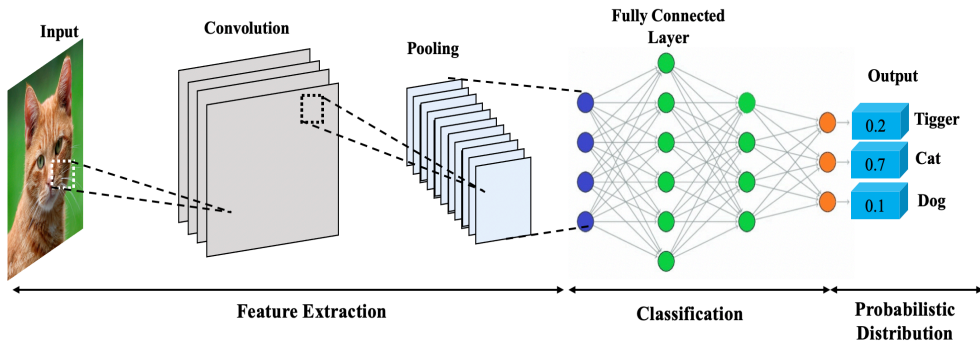 Input
Convolution
Pooling
Fully Connected
Layer
Output
0.2
Tigger
0.7
Cat
0.1
Dog
Feature Extraction
Classification
Probabilistic
Distribution